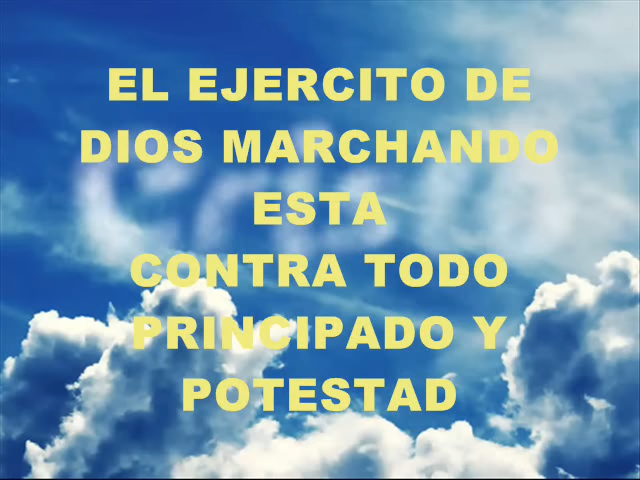 EL EJERCITO DE
DIOS MARCHANDO
ESTA
CONTRA TODO
PRINCIPADO Y
POTESTAD